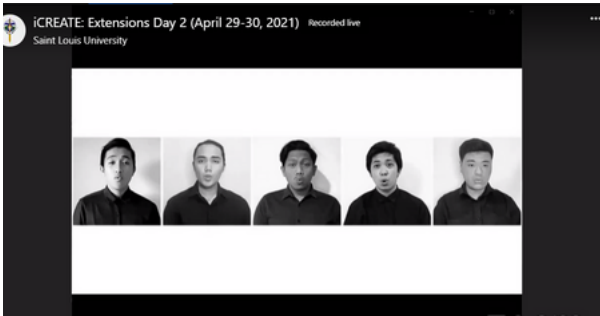 iCREATE: Extensions Day 2 (April 29-30, 2021) Recorded live
Saint Louis University